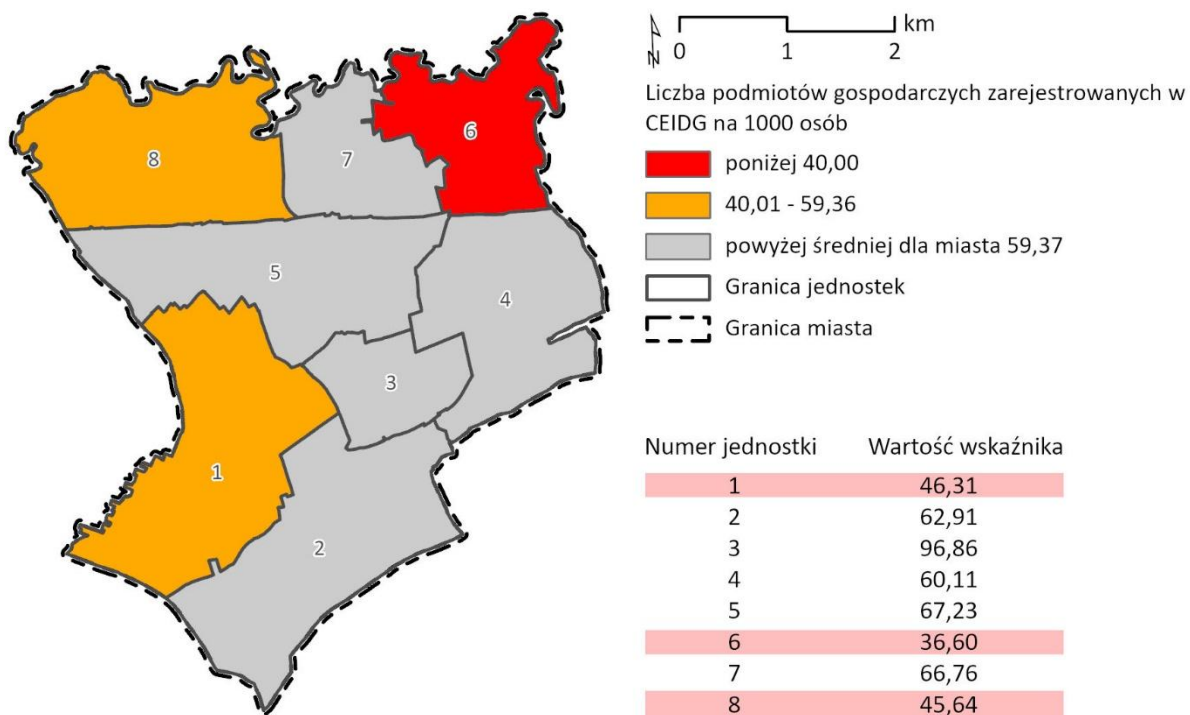 km
0 1 2
N
Liczba podmiotów gospodarczych zarejestrowanych w
CEIDG na 1000 osób
poniżej 40,00
40,01 - 59,36
powyżej średniej dla miasta 59,37
Granica jednostek
Granica miasta
6
8
7
5
4
3
1
2
Numer jednostki Wartość wskaźnika
1 46,31
2 62,91
3 96,86
4 60,11
5 67,23
6 36,60
7 66,76
8 45,64